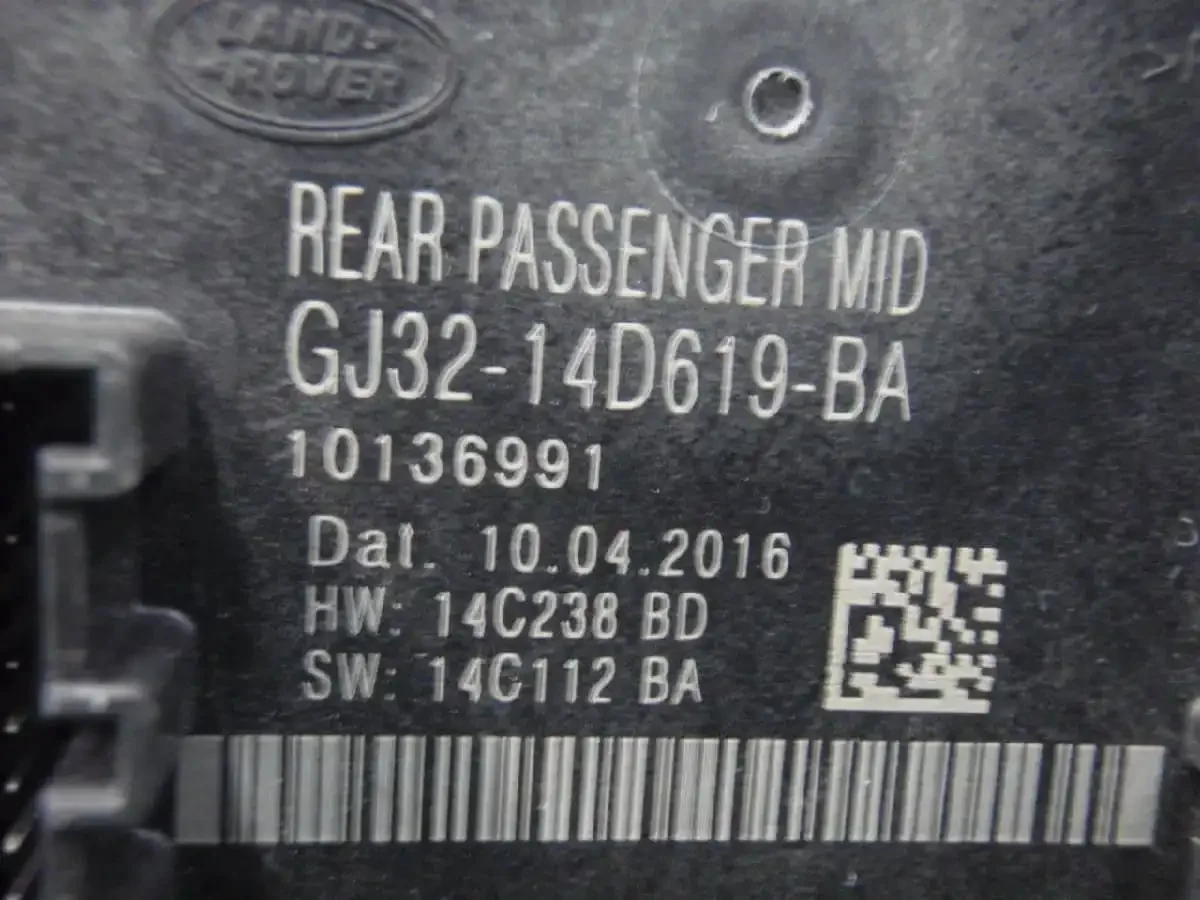 LAND-
-ROVER
REAR PASSENGER MID
GJ32-14D619-BA
10136991
Dat. 10.04.2016
HW: 14C238 BD
SW: 14C112 BA